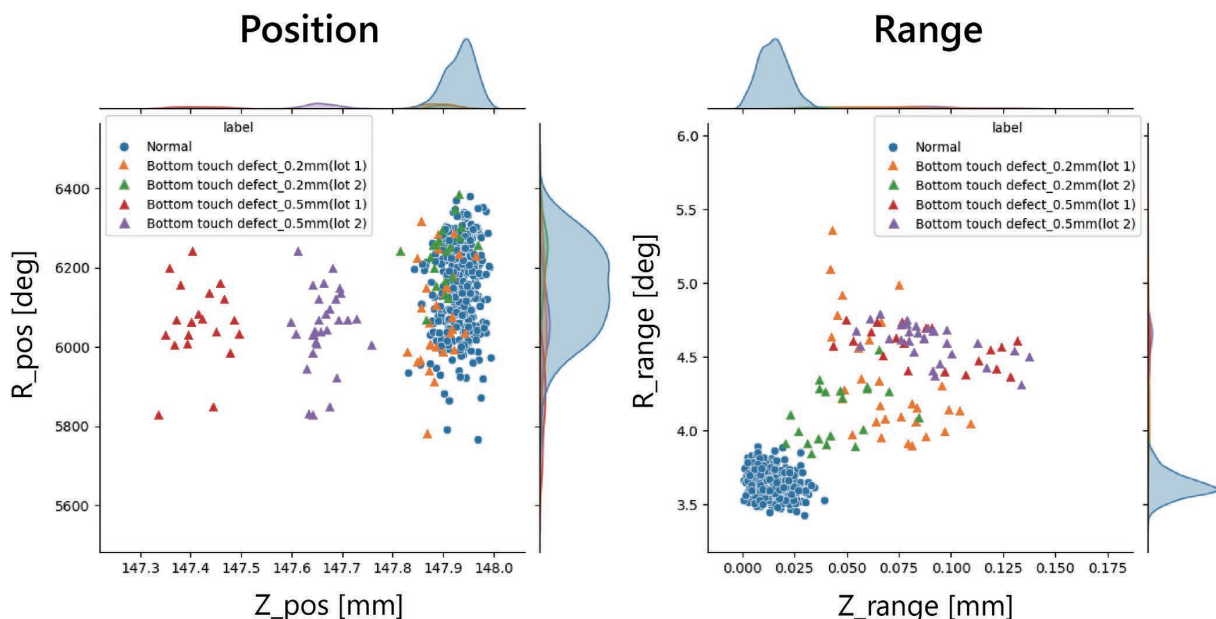 Position
label
Normal
Bottom touch defect_0.2mm(lot 1)
Bottom touch defect_0.2mm(lot 2)
Bottom touch defect_0.5mm(lot 1)
Bottom touch defect_0.5mm(lot 2)
R_pos [deg]
6400
6200
6000
5800
5600
147.3 147.4 147.5 147.6 147.7 147.8 147.9 148.0
Z_pos [mm]
Range
label
Normal
Bottom touch defect_0.2mm(lot 1)
Bottom touch defect_0.2mm(lot 2)
Bottom touch defect_0.5mm(lot 1)
Bottom touch defect_0.5mm(lot 2)
R_range [deg]
6.0
5.5
5.0
4.5
4.0
3.5
0.000 0.025 0.050 0.075 0.100 0.125 0.150 0.175
Z_range [mm]